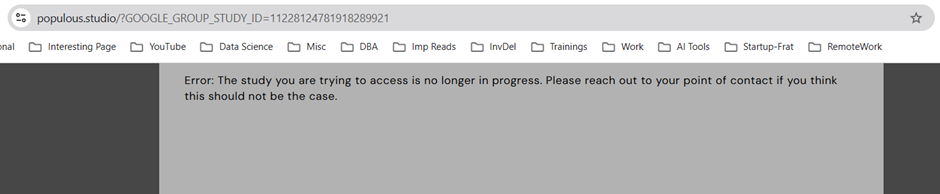 populous.studio/?GOOGLE_GROUP_STUDY_ID=11228124781918289921
onal Interesting Page YouTube Data Science Misc DBA Imp Reads InvDel Trainings Work AI Tools Startup-Frat RemoteWork
Error: The study you are trying to access is no longer in progress. Please reach out to your point of contact if you think
this should not be the case.